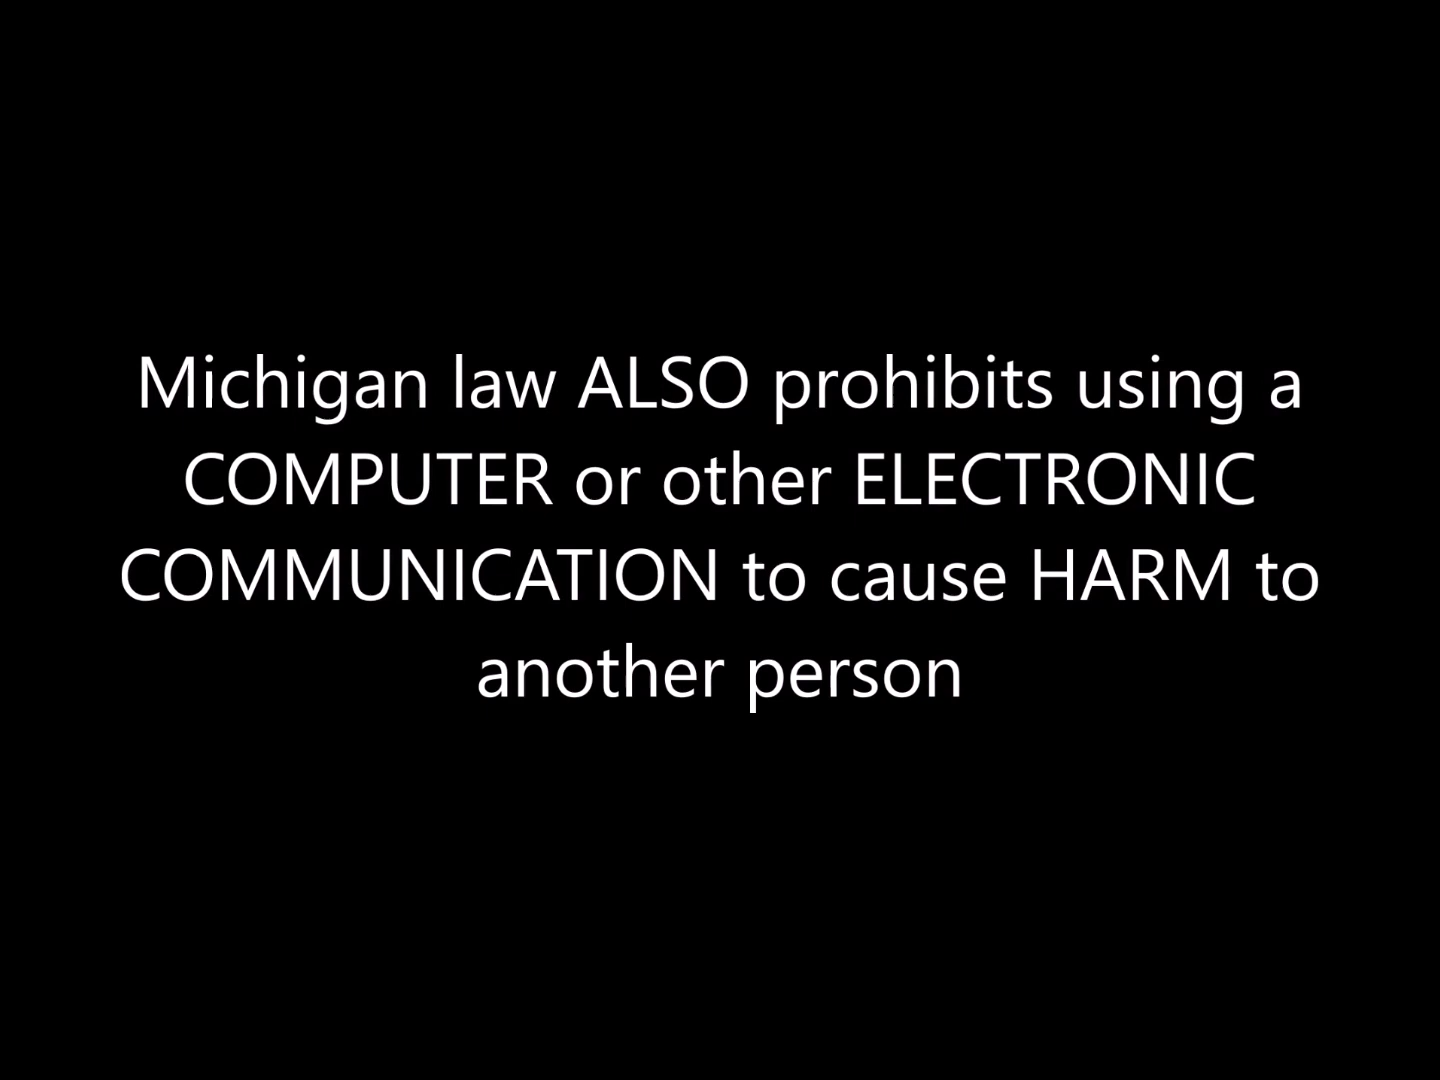 Michigan law ALSO prohibits using a
COMPUTER or other ELECTRONIC
COMMUNICATION to cause HARM to
another person